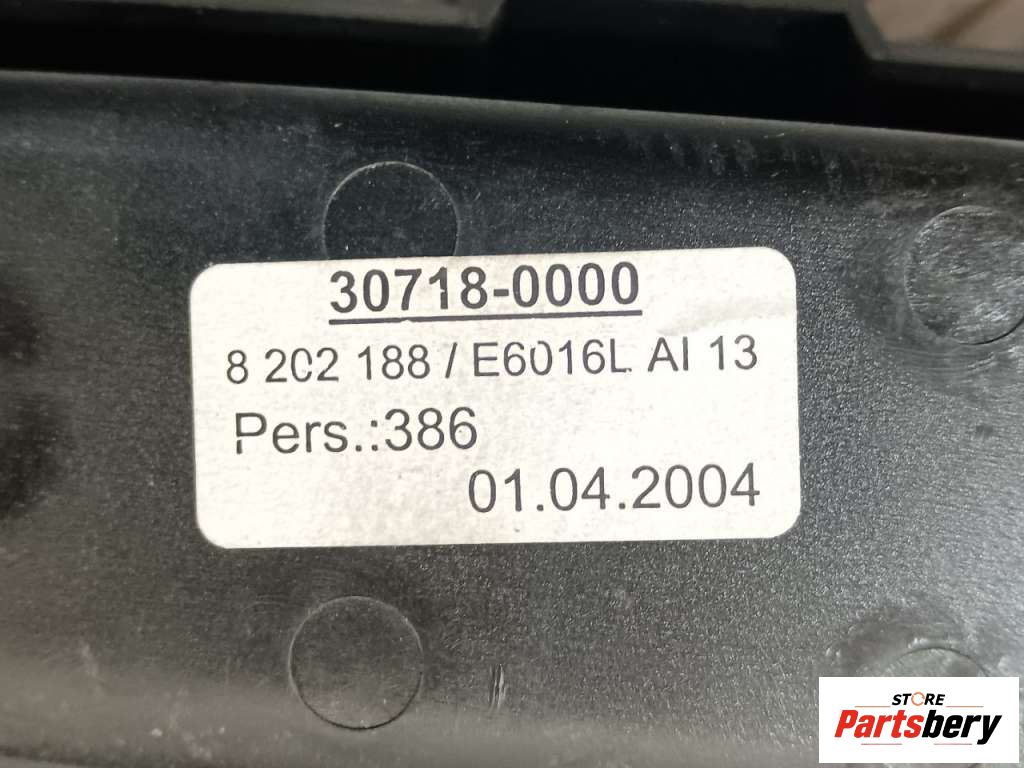 30718-0000
8 202 188 / E6016L AI 13
Pers.:386
01.04.2004
STORE
Partsbery